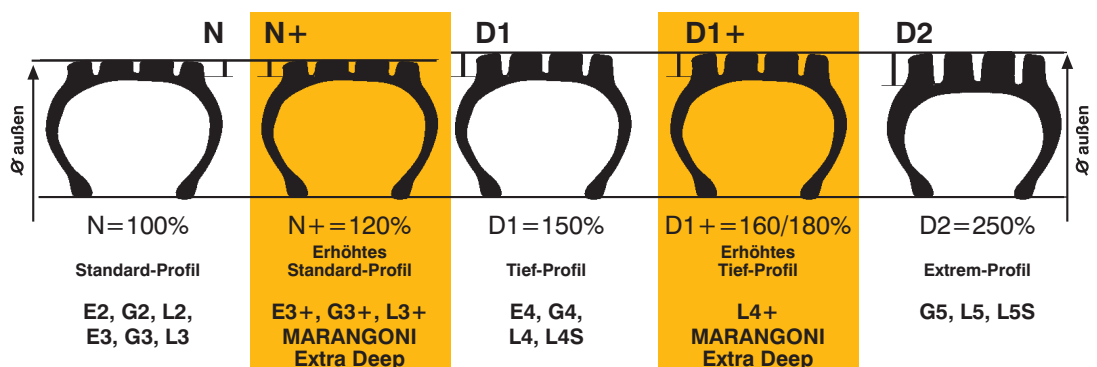 N
N+
D1
D1+
D2
Ø außen
Ø außen
N=100%
Standard-Profil
E2, G2, L2,
E3, G3, L3
N+=120%
Erhöhtes
Standard-Profil
E3+, G3+, L3+
MARANGONI
Extra Deep
D1=150%
Tief-Profil
E4, G4,
L4, L4S
D1+=160/180%
Erhöhtes
Tief-Profil
L4+
MARANGONI
Extra Deep
D2=250%
Extrem-Profil
G5, L5, L5S